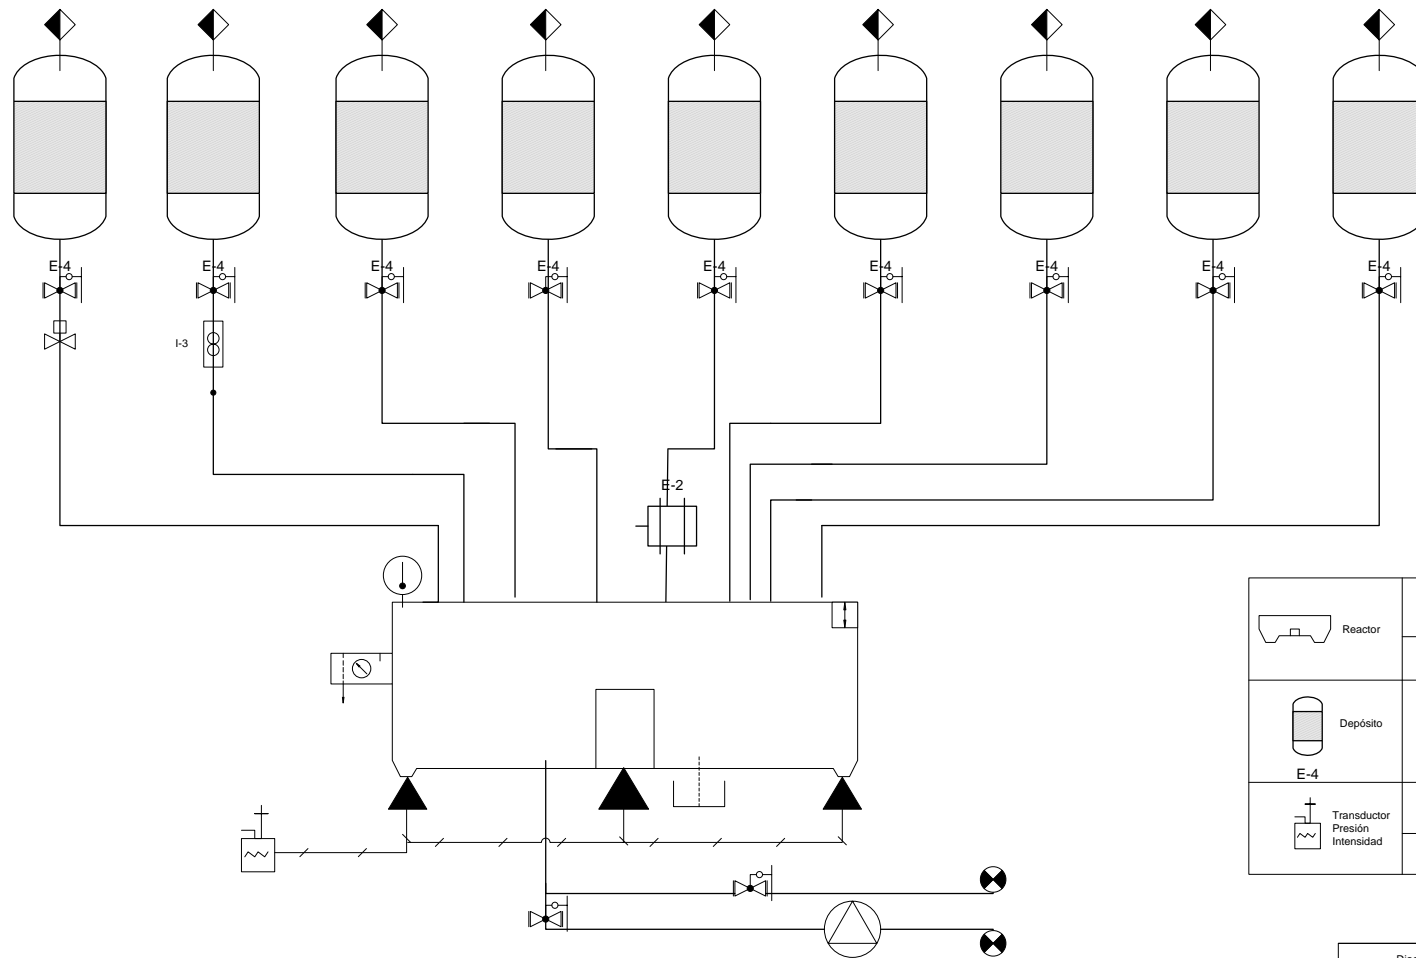 E-4 E-4 E-4 E-4 E-4 E-4 E-4 E-4 E-4
I-3
E-2
Reactor
Depósito
E-4
Transductor
Presión
Intensidad